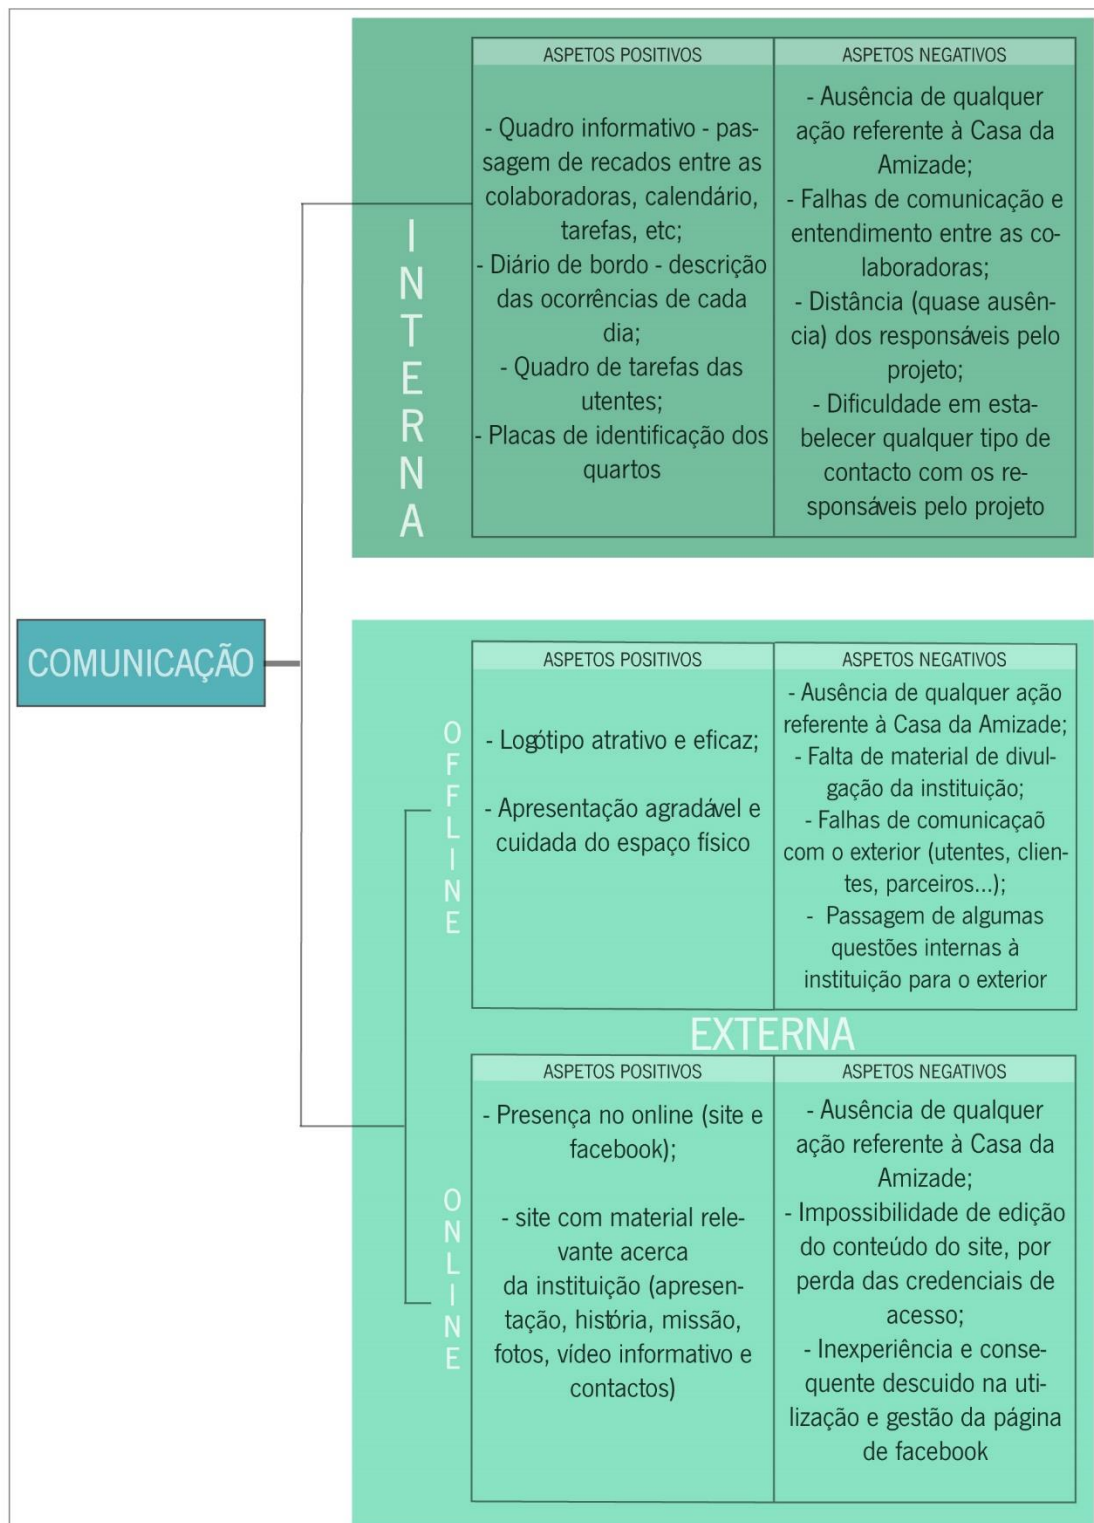 ASPETOS POSITIVOS
- Quadro informativo - pas-
sagem de recados entre as
colaboradoras, calendário,
tarefas, etc;
- Diário de bordo - descrição
das ocorrências de cada
dia;
- Quadro de tarefas das
utentes;
- Placas de identificação dos
quartos
ASPETOS NEGATIVOS
- Ausência de qualquer
ação referente à Casa da
Amizade;
- Falhas de comunicação e
entendimento entre as co-
laboradoras;
- Distância (quase ausên-
cia) dos responsáveis pelo
projeto;
- Dificuldade em esta-
belecer qualquer tipo de
contacto com os re-
sponsáveis pelo projeto
INTERNA
COMUNICAÇÃO
OFFLINE
ASPETOS POSITIVOS
- Logótipo atrativo e eficaz;
- Apresentação agradável e
cuidada do espaço físico
ASPETOS NEGATIVOS
- Ausência de qualquer ação
referente à Casa da Amizade;
- Falta de material de divul-
gação da instituição;
- Falhas de comunicaçaõ
com o exterior (utentes, clien-
tes, parceiros...);
- Passagem de algumas
questões internas à
instituição para o exterior
EXTERNA
ONLINE
ASPETOS POSITIVOS
- Presença no online (site e
facebook);
- site com material rele-
vante acerca
da instituição (apresen-
tação, história, missão,
fotos, vídeo informativo e
contactos)
ASPETOS NEGATIVOS
- Ausência de qualquer
ação referente à Casa da
Amizade;
- Impossibilidade de edição
do conteúdo do site, por
perda das credenciais de
acesso;
- Inexperiência e conse-
quente descuido na uti-
lização e gestão da página
de facebook